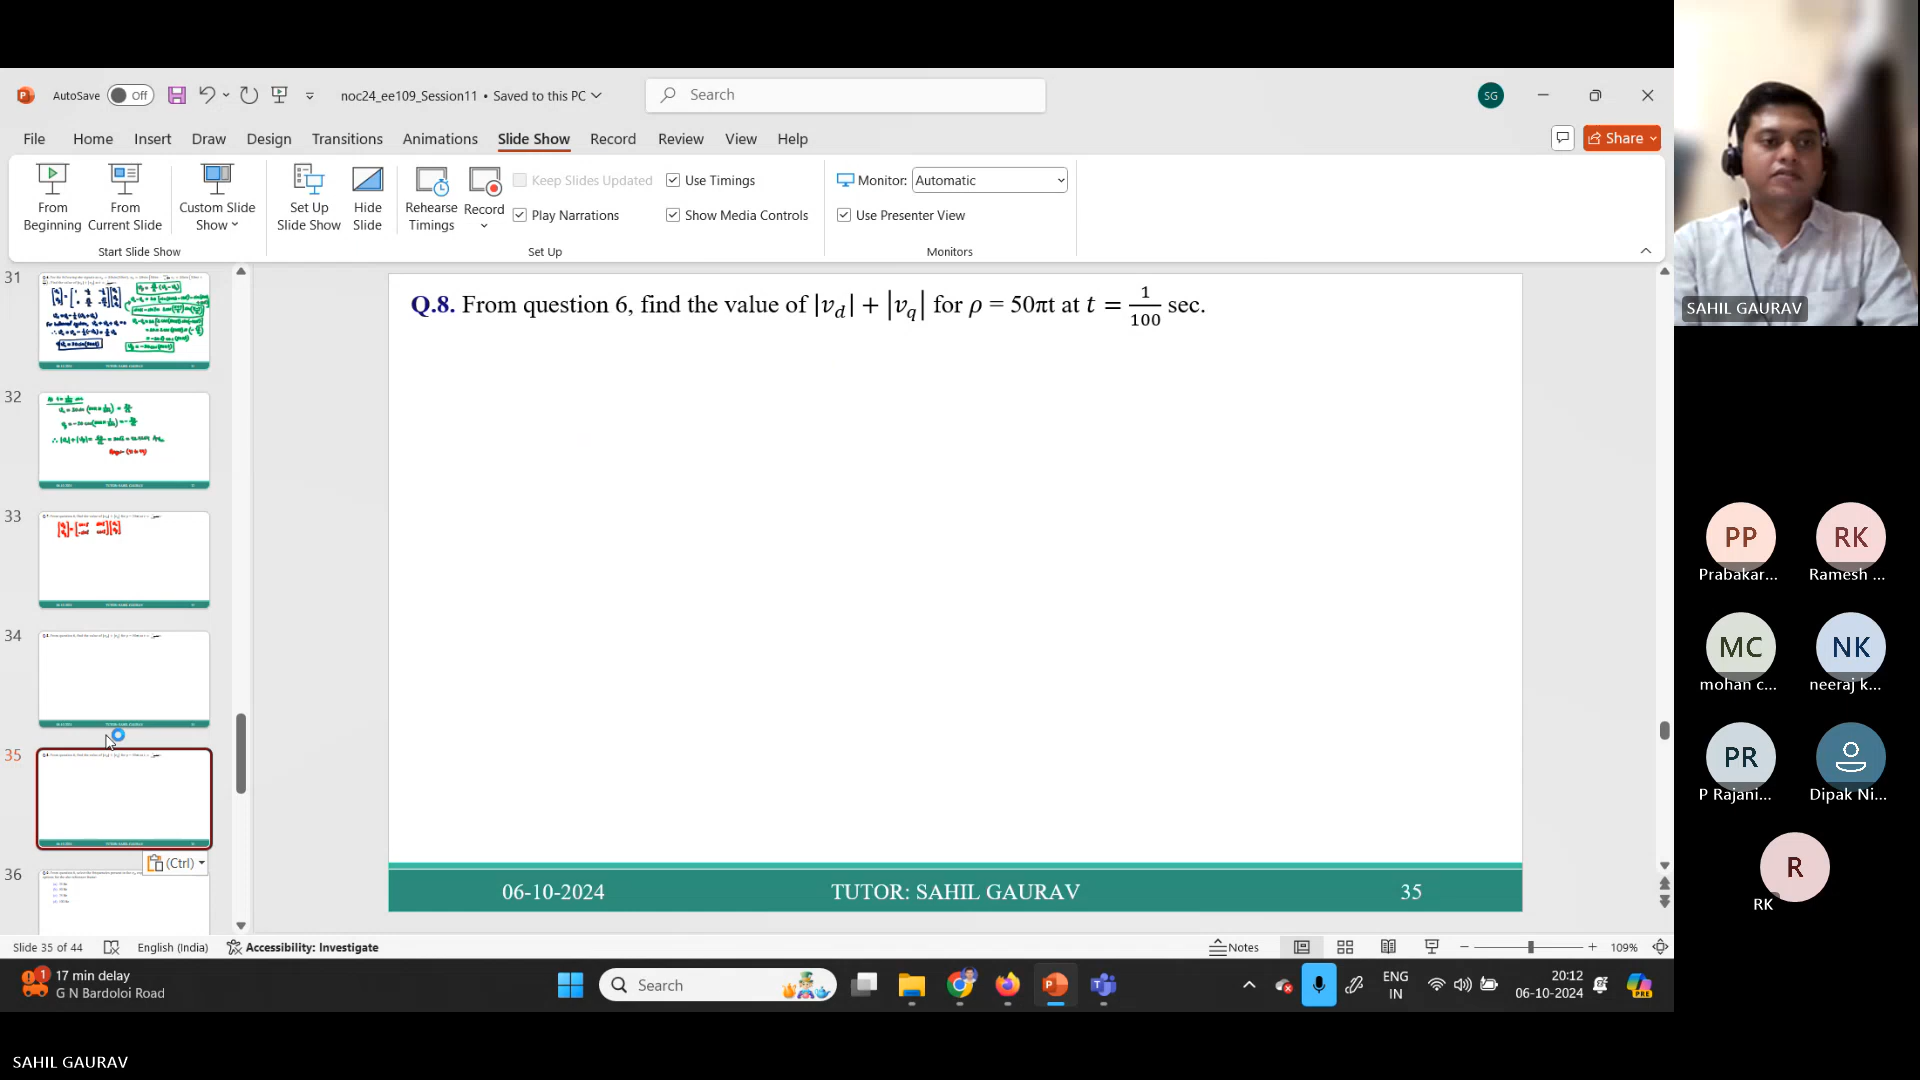 AutoSave Off noc24_ee109_Session11 • Saved to this PC Search SG
File Home Insert Draw Design Transitions Animations Slide Show Record Review View Help Share
From Beginning
From Current Slide
Custom Slide Show
Start Slide Show
Set Up Slide Show
Hide Slide
Rehearse Timings
Record
Keep Slides Updated
Play Narrations
Use Timings
Show Media Controls
Set Up
Monitor: Automatic
Use Presenter View
Monitors
SAHIL GAURAV
31
32
33
34
35
(Ctrl)
36
Q.8. From question 6, find the value of |v_d| + |v_q| for ρ = 50πt at t = 1/100 sec.
06-10-2024 TUTOR: SAHIL GAURAV 35
PP RK
Prabakar... Ramesh ...
MC NK
mohan c... neeraj k...
PR
P Rajani... Dipak Ni...
R
RK
Slide 35 of 44 English (India) Accessibility: Investigate Notes 109%
1 17 min delay
G N Bardoloi Road
Search
ENG
IN
20:12
06-10-2024
PRE
SAHIL GAURAV